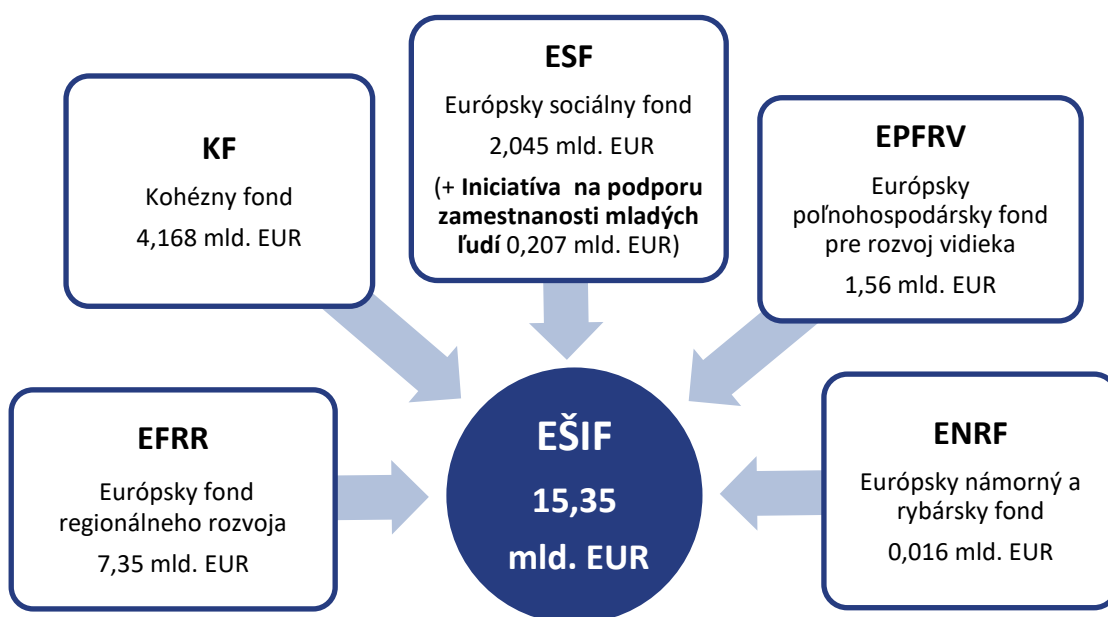 KF
Kohézny fond
4,168 mld. EUR
ESF
Európsky sociálny fond
2,045 mld. EUR
(+ Iniciatíva na podporu
zamestnanosti mladých
ľudí 0,207 mld. EUR)
EPFRV
Európsky
poľnohospodársky fond
pre rozvoj vidieka
1,56 mld. EUR
EFRR
Európsky fond
regionálneho rozvoja
7,35 mld. EUR
EŠIF
15,35
mld. EUR
ENRF
Európsky námorný a
rybársky fond
0,016 mld. EUR